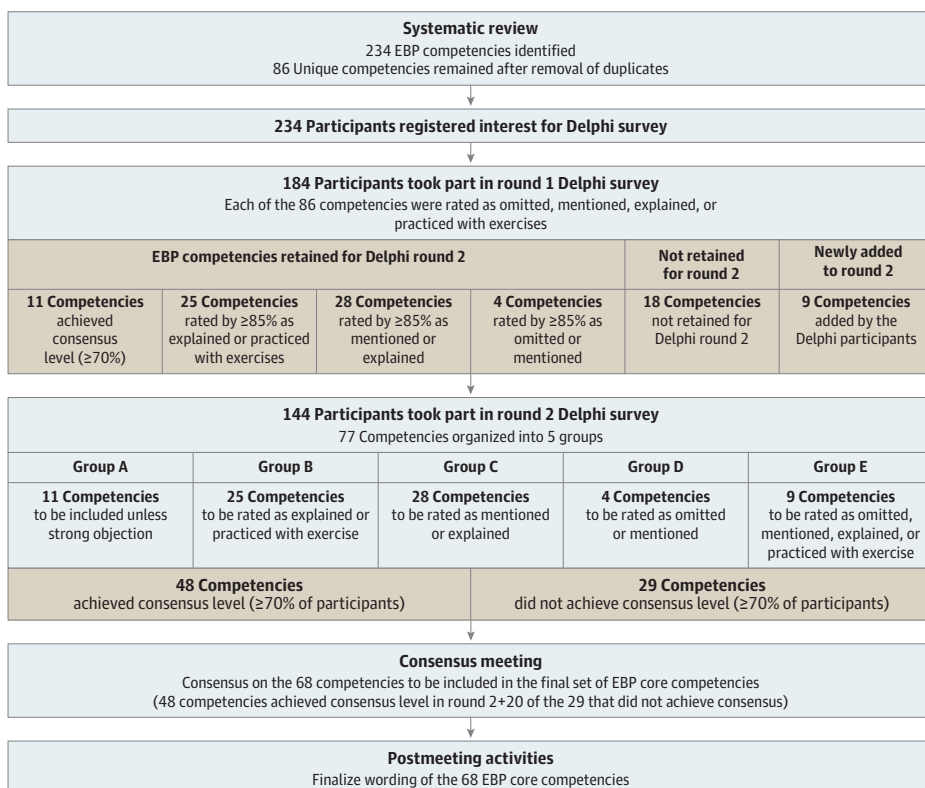 Systematic review
234 EBP competencies identified
86 Unique competencies remained after removal of duplicates
234 Participants registered interest for Delphi survey
184 Participants took part in round 1 Delphi survey
Each of the 86 competencies were rated as omitted, mentioned, explained, or
practiced with exercises
EBP competencies retained for Delphi round 2
Not retained
for round 2
Newly added
to round 2
11 Competencies
achieved
consensus
level (≥70%)
25 Competencies
rated by ≥85% as
explained or practiced
with exercises
28 Competencies
rated by ≥85% as
mentioned or
explained
4 Competencies
rated by ≥85% as
omitted or
mentioned
18 Competencies
not retained for
Delphi round 2
9 Competencies
added by the
Delphi participants
144 Participants took part in round 2 Delphi survey
77 Competencies organized into 5 groups
Group A
Group B
Group C
Group D
Group E
11 Competencies
to be included unless
strong objection
25 Competencies
to be rated as explained or
practiced with exercise
28 Competencies
to be rated as mentioned
or explained
4 Competencies
to be rated as omitted
or mentioned
9 Competencies
to be rated as omitted,
mentioned, explained, or
practiced with exercise
48 Competencies
achieved consensus level (≥70% of participants)
29 Competencies
did not achieve consensus level (≥70% of participants)
Consensus meeting
Consensus on the 68 competencies to be included in the final set of EBP core competencies
(48 competencies achieved consensus level in round 2+20 of the 29 that did not achieve consensus)
Postmeeting activities
Finalize wording of the 68 EBP core competencies